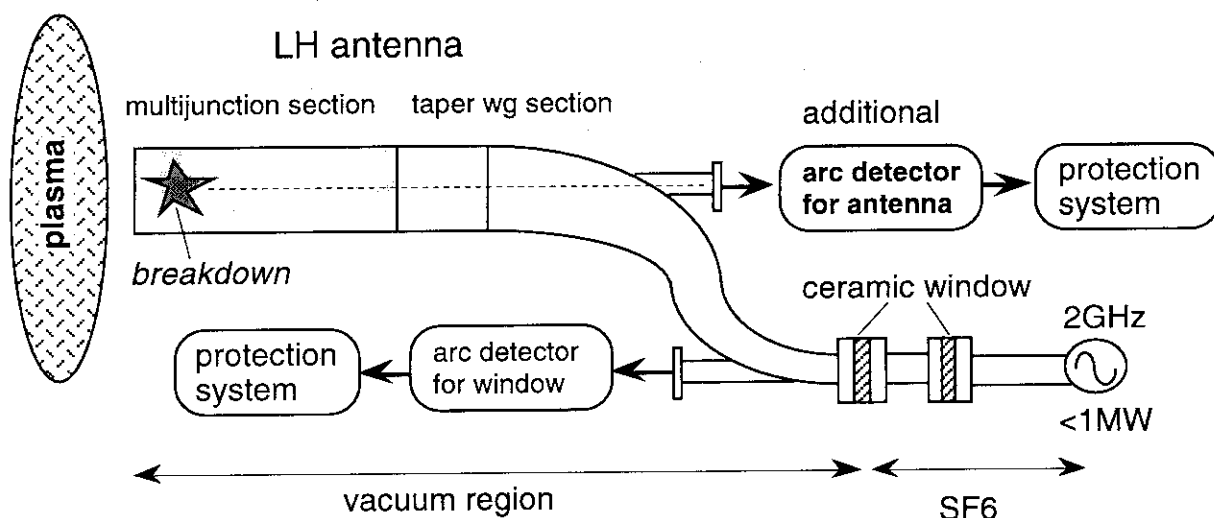 LH antenna
multijunction section
taper wg section
additional
plasma
arc detector
for antenna
protection
system
breakdown
ceramic window
2GHz
protection
system
arc detector
for window
<1MW
vacuum region
SF6